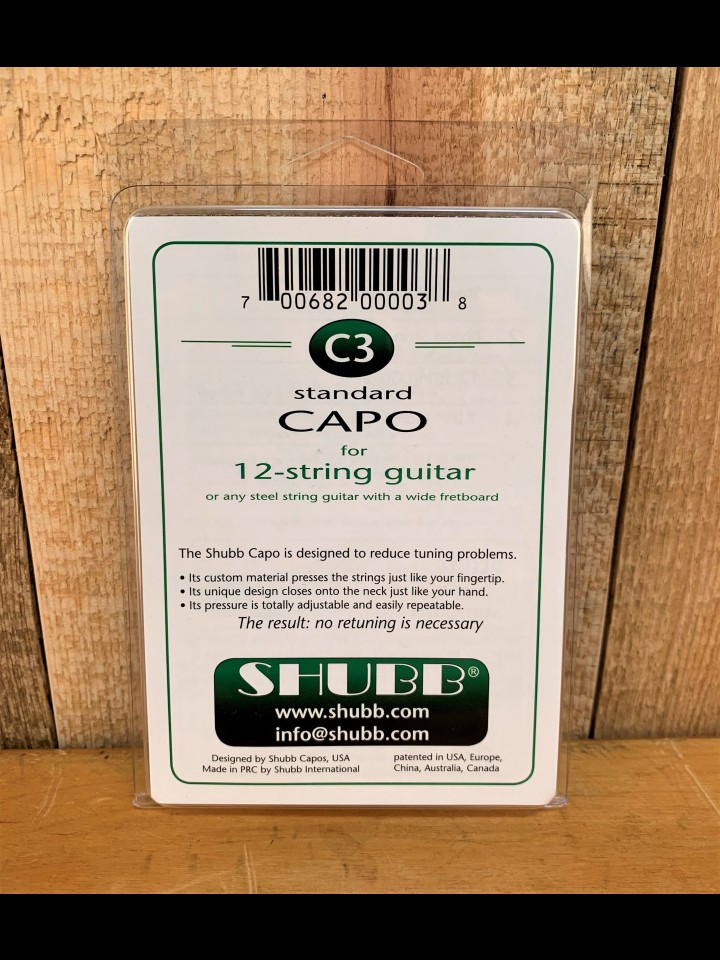 7 00682 00003 8
C3
standard
CAPO
for
12-string guitar
or any steel string guitar with a wide fretboard
The Shubb Capo is designed to reduce tuning problems.
• Its custom material presses the strings just like your fingertip.
• Its unique design closes onto the neck just like your hand.
• Its pressure is totally adjustable and easily repeatable.
The result: no retuning is necessary
SHUBB®
www.shubb.com
info@shubb.com
Designed by Shubb Capos, USA
Made in PRC by Shubb International
patented in USA, Europe,
China, Australia, Canada